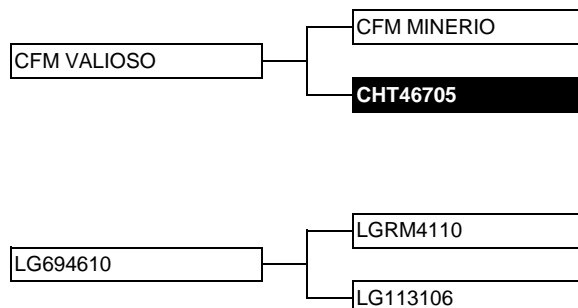 CFM MINERIO
CFM VALIOSO
CHT46705
LGRM4110
LG694610
LG113106